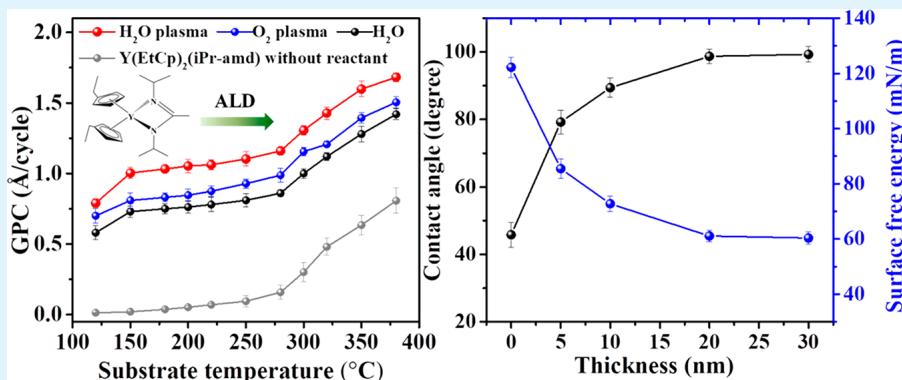 H₂O plasma O₂ plasma H₂O
Y(EtCp)₂(iPr-amd) without reactant
ALD
Y
N
N
GPC (Å/cycle)
2.0
1.5
1.0
0.5
0.0
100 150 200 250 300 350 400
Substrate temperature (°C)
Contact angle (degree)
100
80
60
40
20
0 5 10 15 20 25 30
Thickness (nm)
140
120
100
80
60
40
Surface free energy (mN/m)